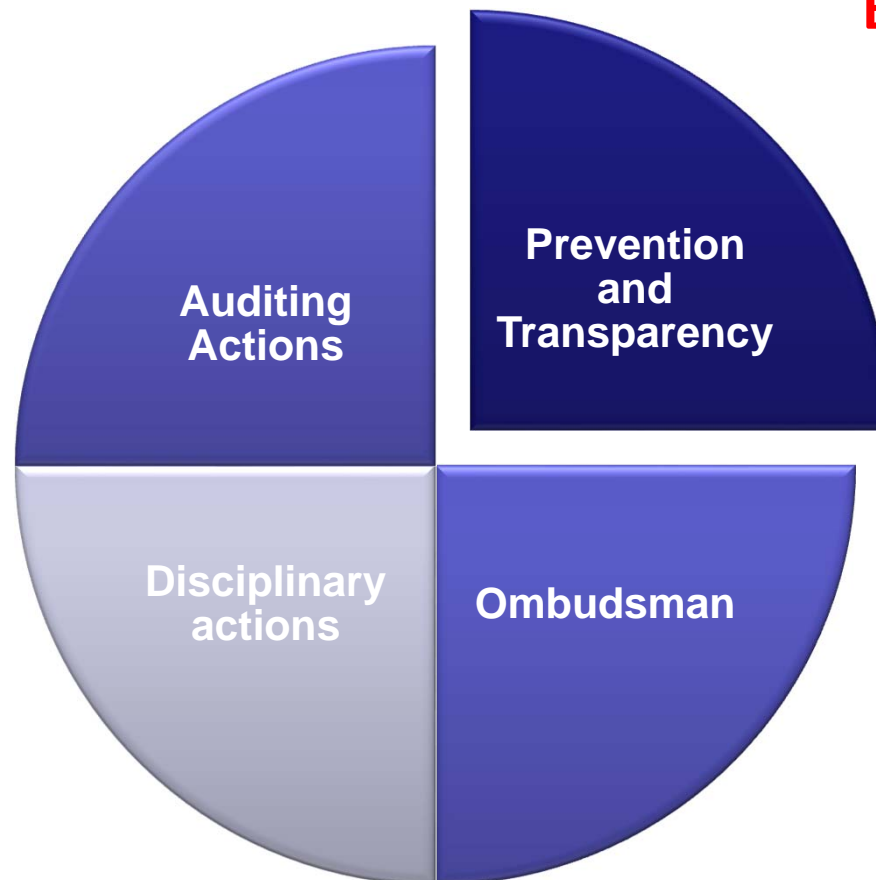 Prevention
and
Transparency
Auditing
Actions
Disciplinary
actions
Ombudsman